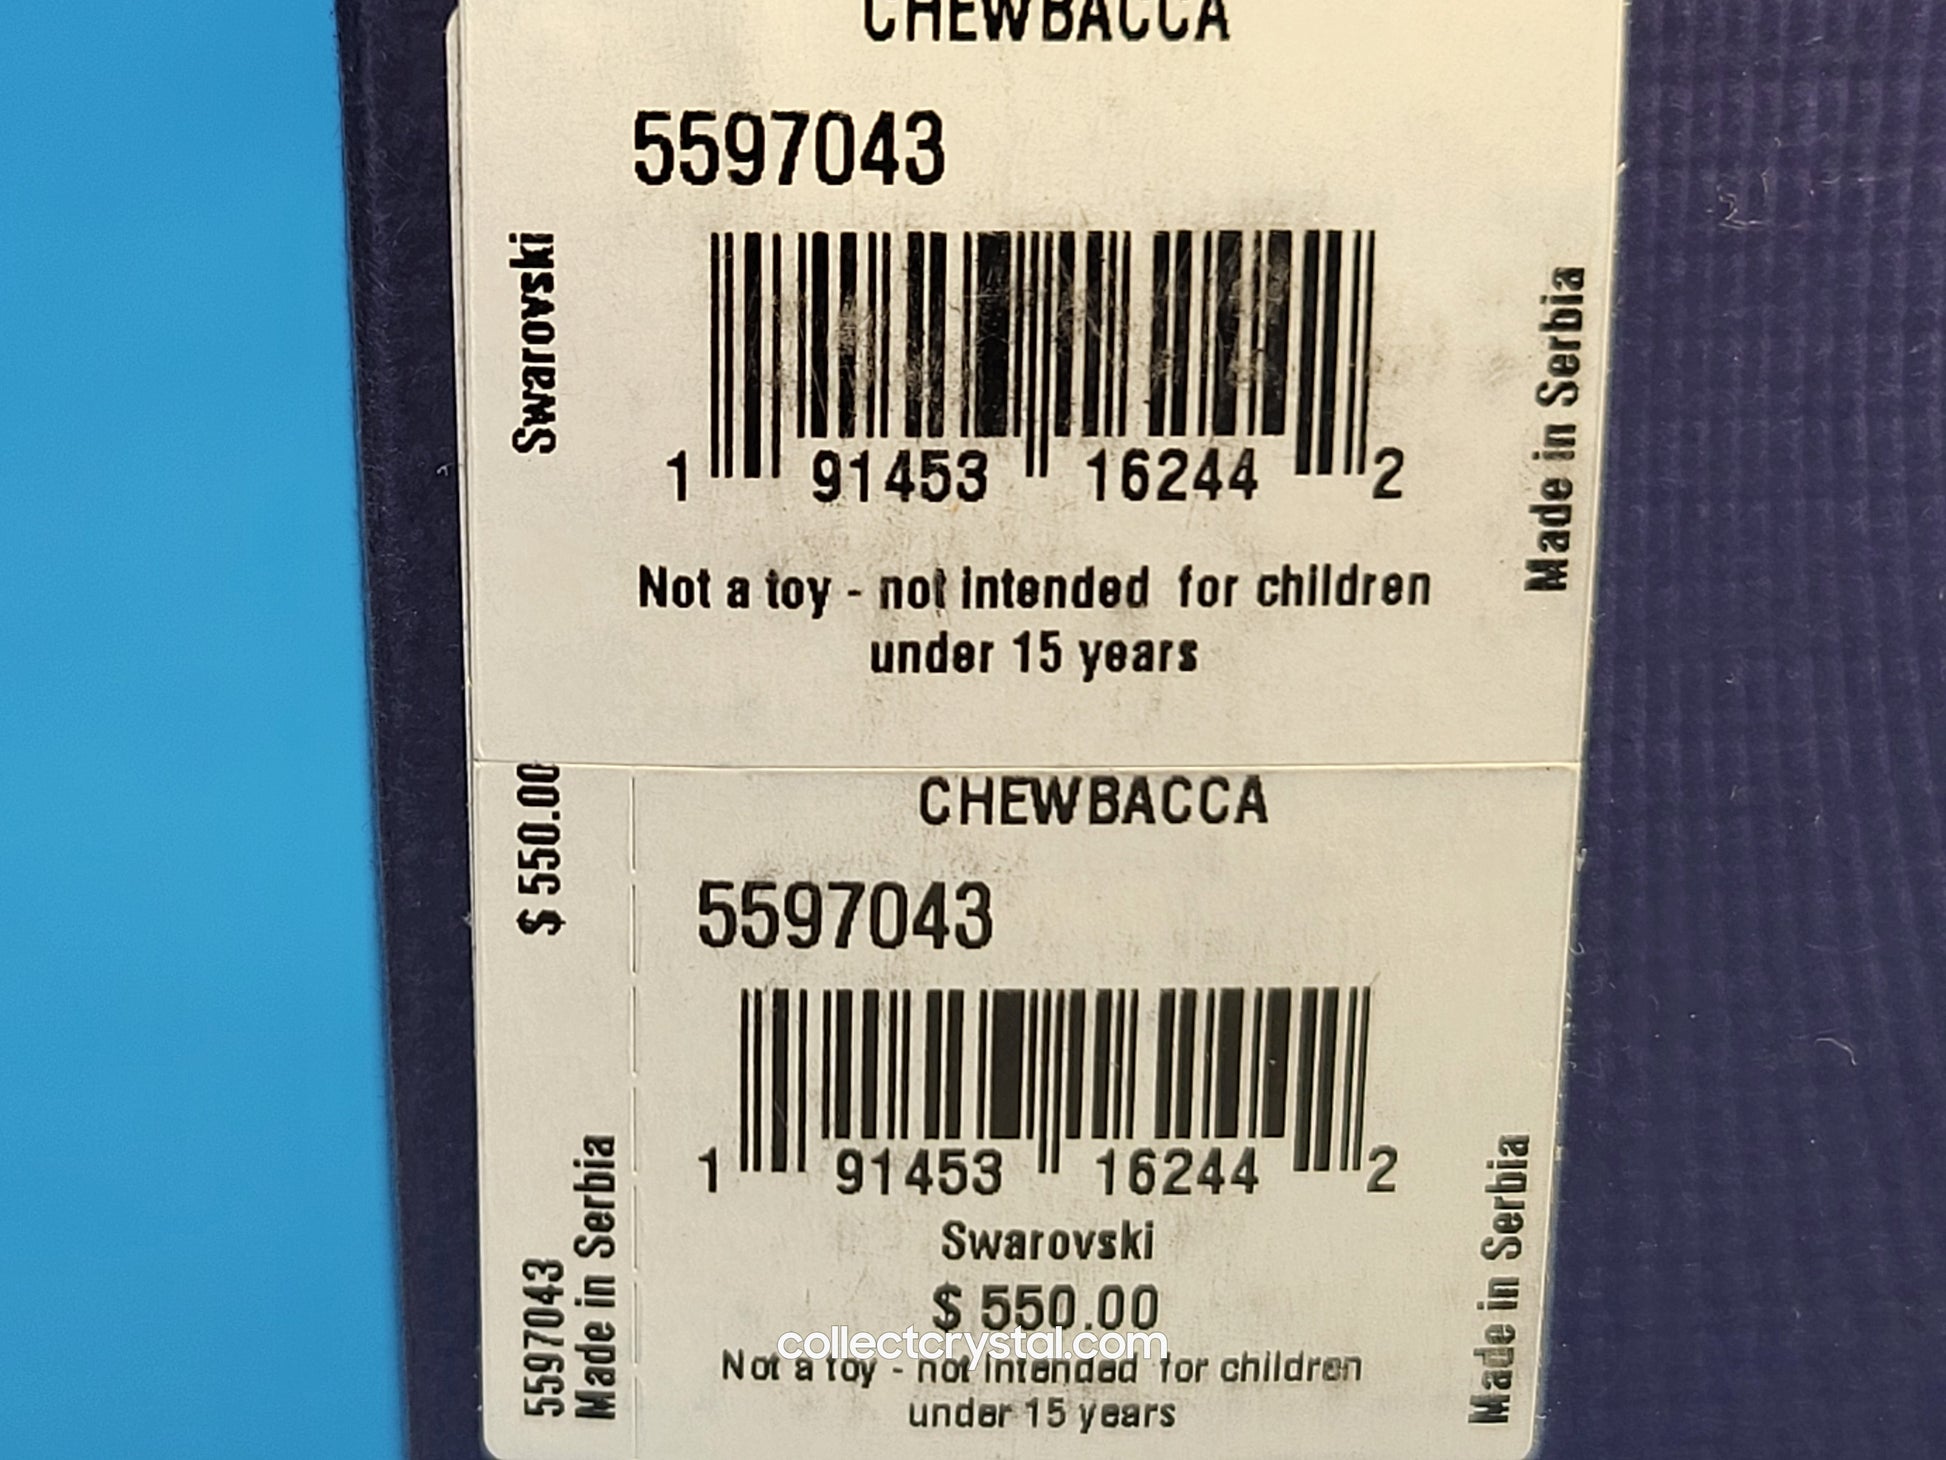 CHEWBACCA
5597043
Swarovski
Made in Serbia
1 91453 16244 2
Not a toy - not intended for children
under 15 years
$ 550.00
5597043
Made in Serbia
CHEWBACCA
5597043
1 91453 16244 2
Swarovski
$ 550.00
collectcrystal.com
Not a toy - not intended for children
under 15 years
Made in Serbia